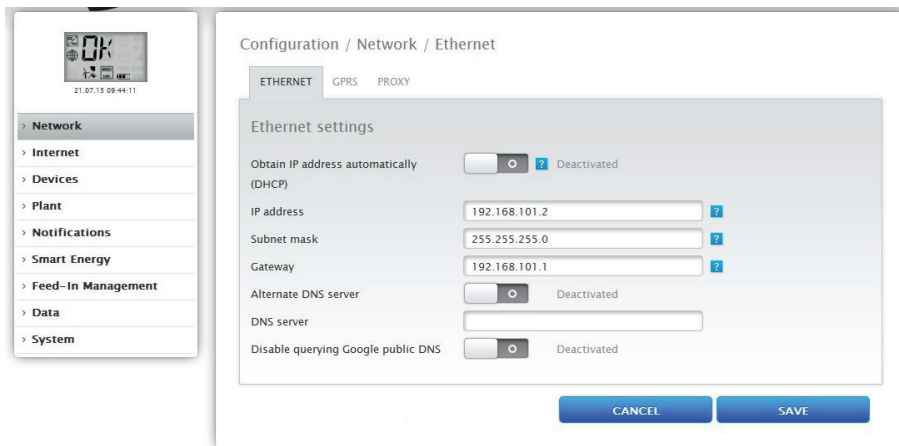 OK
21.07.15 09:44:11
› Network
› Internet
› Devices
› Plant
› Notifications
› Smart Energy
› Feed-In Management
› Data
› System
Configuration / Network / Ethernet
ETHERNET GPRS PROXY
Ethernet settings
Obtain IP address automatically
(DHCP)
? Deactivated
IP address 192.168.101.2 ?
Subnet mask 255.255.255.0 ?
Gateway 192.168.101.1 ?
Alternate DNS server Deactivated
DNS server
Disable querying Google public DNS Deactivated
CANCEL SAVE